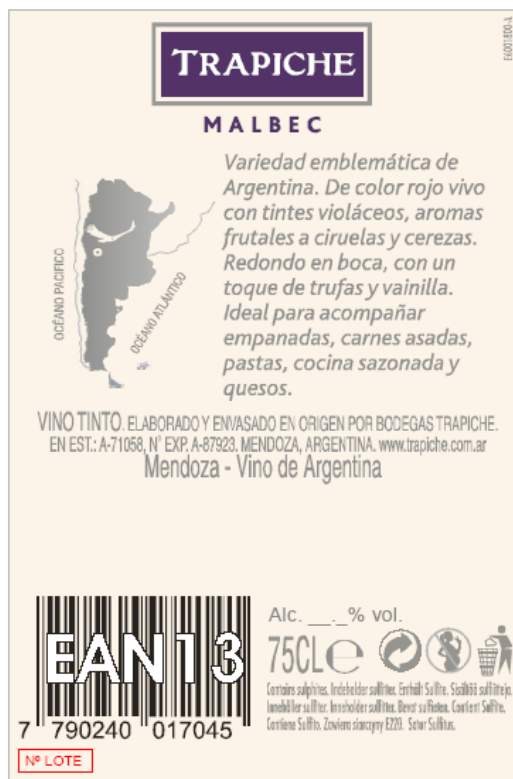 E6001800-A
TRAPICHE
MALBEC
Variedad emblemática de
Argentina. De color rojo vivo
con tintes violáceos, aromas
frutales a ciruelas y cerezas.
Redondo en boca, con un
toque de trufas y vainilla.
Ideal para acompañar
empanadas, carnes asadas,
pastas, cocina sazonada y
quesos.
OCÉANO PACIFICO
OCÉANO ATLÁNTICO
VINO TINTO. ELABORADO Y ENVASADO EN ORIGEN POR BODEGAS TRAPICHE.
EN EST.: A-71058, N° EXP. A-87923. MENDOZA, ARGENTINA. www.trapiche.com.ar
Mendoza - Vino de Argentina
EAN13
7 790240 017045
Nº LOTE
Alc. __._% vol.
75CL e
Contains sulphites. Indeholder sulfitter. Enthält Sulfite. Sisältää sulfiitteja.
Innehåller sulfiter. Inneholder sulfitter. Bevat sulfieten. Contient Sulfite.
Contiene Sulfito. Zawiera siarczyny E220. Satur Sulfitus.